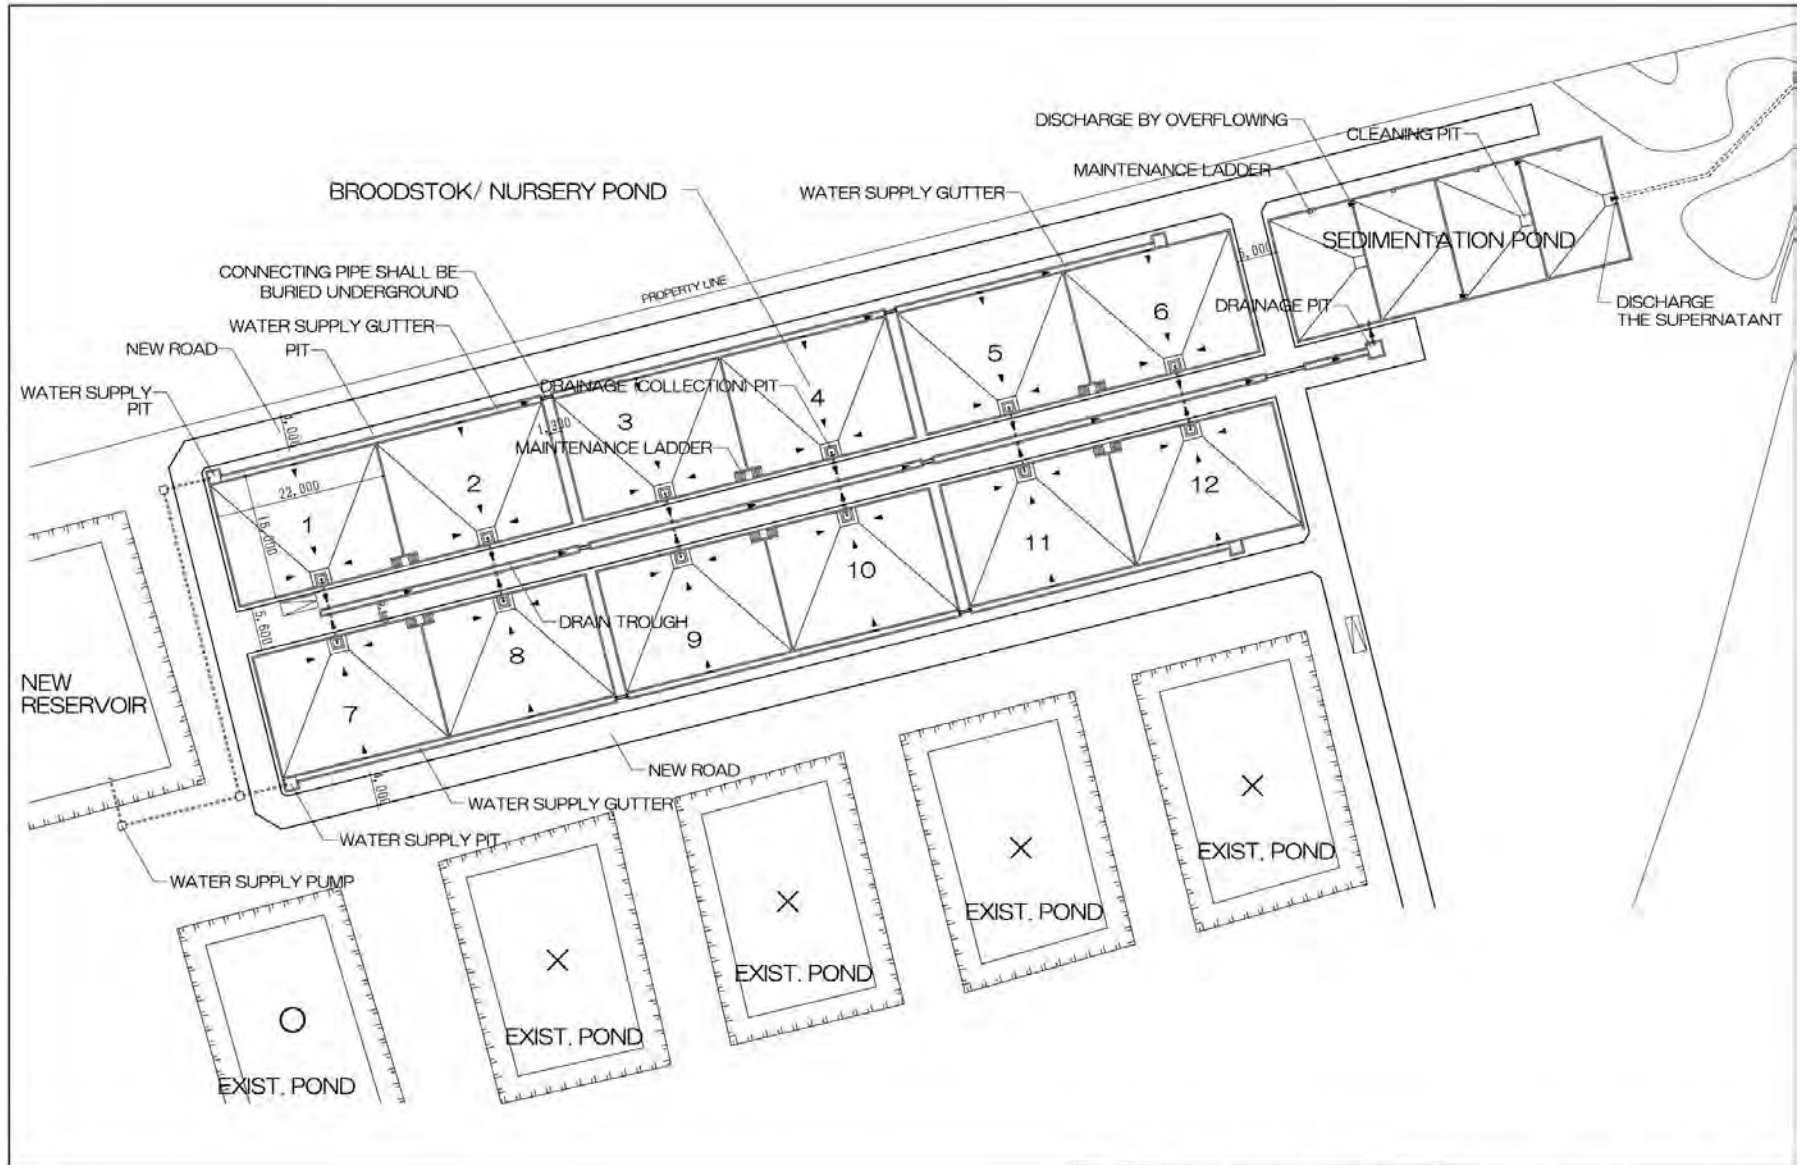 DISCHARGE BY OVERFLOWING
CLEANING PIT
MAINTENANCE LADDER
BROODSTOK/ NURSERY POND
WATER SUPPLY GUTTER
SEDIMENTATION POND
5,000
CONNECTING PIPE SHALL BE
BURIED UNDERGROUND
PROPERTY LINE
DISCHARGE
THE SUPERNATANT
DRAINAGE PIT
WATER SUPPLY GUTTER
PIT
NEW ROAD
WATER SUPPLY
PIT
DRAINAGE (COLLECTION) PIT
MAINTENANCE LADDER
22,000
1
2
3
4
5
6
5,600
DRAIN TROUGH
7
8
9
10
11
12
NEW
RESERVOIR
NEW ROAD
WATER SUPPLY GUTTER
WATER SUPPLY PIT
WATER SUPPLY PUMP
EXIST. POND
EXIST. POND
EXIST. POND
EXIST. POND
EXIST. POND